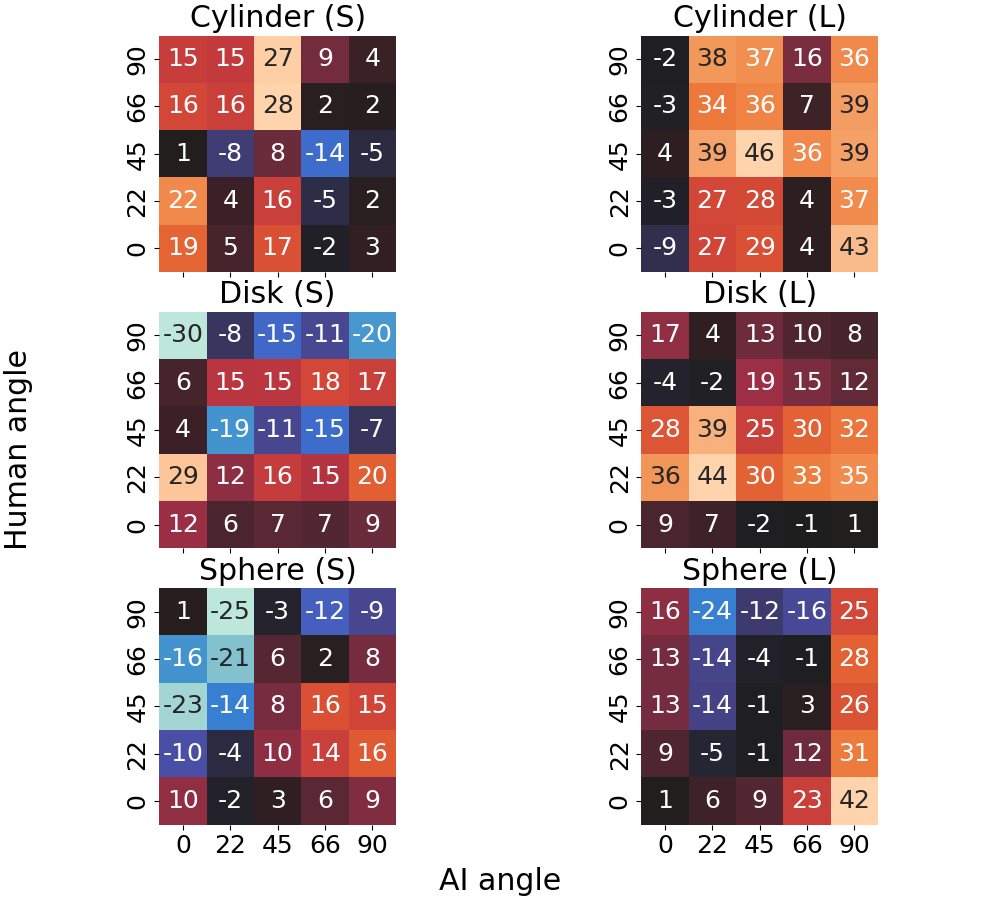 Cylinder (S) Cylinder (L)
90 15 15 27 9 4 90 -2 38 37 16 36
66 16 16 28 2 2 66 -3 34 36 7 39
45 1 -8 8 -14 -5 45 4 39 46 36 39
22 22 4 16 -5 2 22 -3 27 28 4 37
0 19 5 17 -2 3 0 -9 27 29 4 43
Disk (S) Disk (L)
90 -30 -8 -15 -11 -20 90 17 4 13 10 8
66 6 15 15 18 17 66 -4 -2 19 15 12
45 4 -19 -11 -15 -7 45 28 39 25 30 32
22 29 12 16 15 20 22 36 44 30 33 35
0 12 6 7 7 9 0 9 7 -2 -1 1
Human angle
Sphere (S) Sphere (L)
90 1 -25 -3 -12 -9 90 16 -24 -12 -16 25
66 -16 -21 6 2 8 66 13 -14 -4 -1 28
45 -23 -14 8 16 15 45 13 -14 -1 3 26
22 -10 -4 10 14 16 22 9 -5 -1 12 31
0 10 -2 3 6 9 0 1 6 9 23 42
0 22 45 66 90 0 22 45 66 90
AI angle